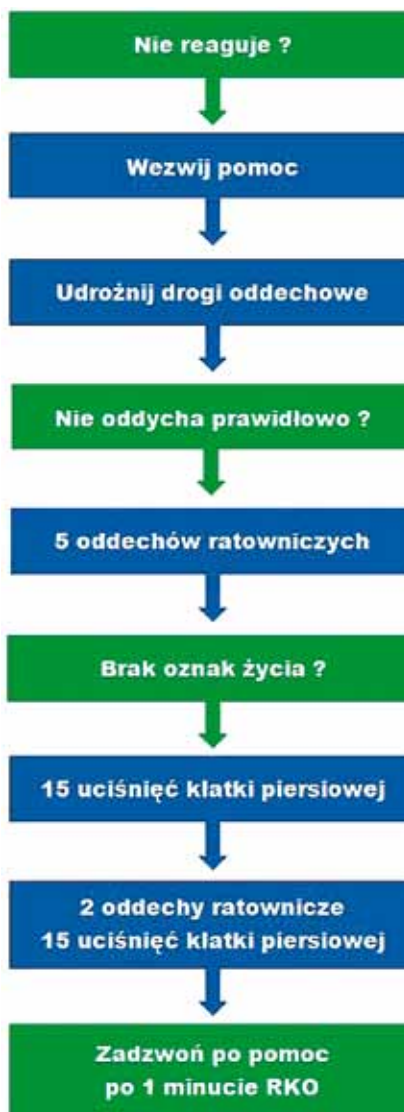 Nie reaguje ?
Wezwij pomoc
Udrożnij drogi oddechowe
Nie oddycha prawidłowo ?
5 oddechów ratowniczych
Brak oznak życia ?
15 uciśnięć klatki piersiowej
2 oddechy ratownicze
15 uciśnięć klatki piersiowej
Zadzwoń po pomoc
po 1 minucie RKO